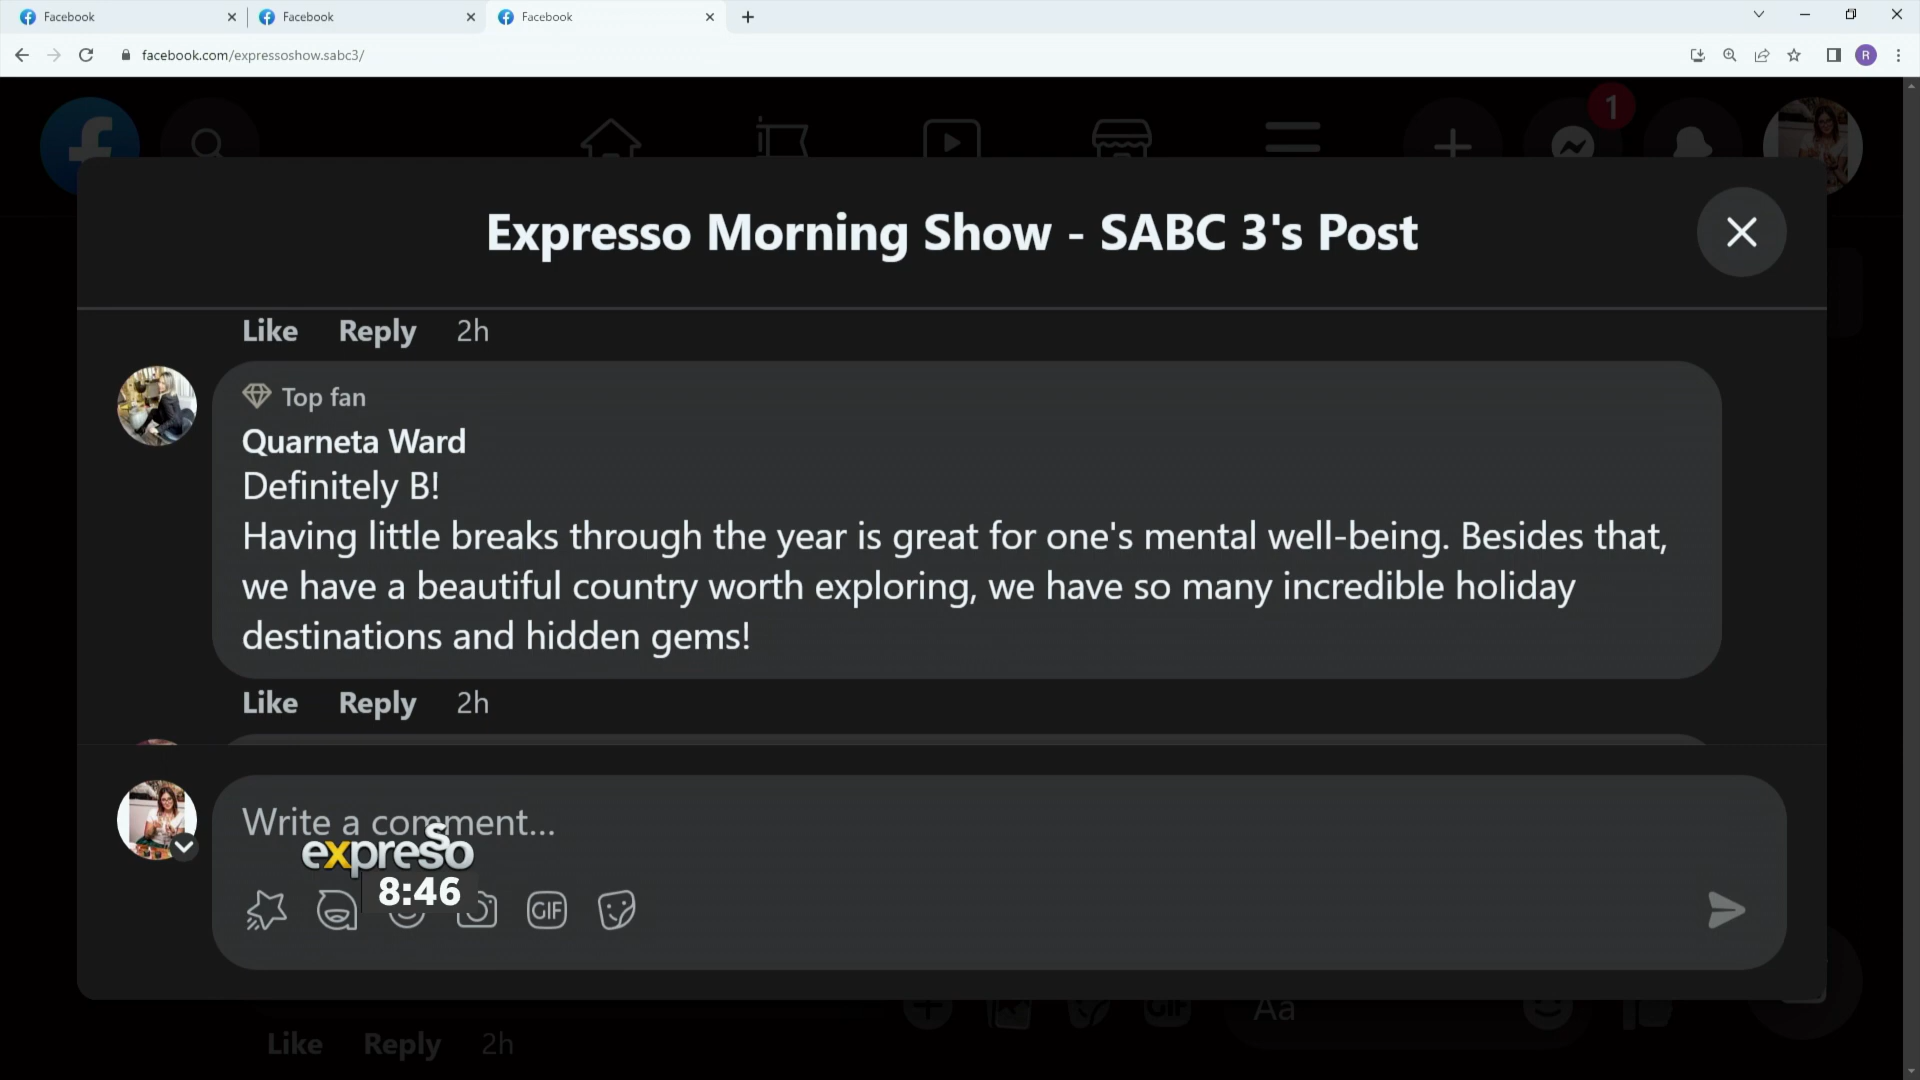 Facebook
Facebook
Facebook
facebook.com/expressoshow.sabc3/
R
1
Expresso Morning Show - SABC 3's Post
Like Reply 2h
Top fan
Quarneta Ward
Definitely B!
Having little breaks through the year is great for one's mental well-being. Besides that,
we have a beautiful country worth exploring, we have so many incredible holiday
destinations and hidden gems!
Like Reply 2h
Write a comment...
expresso
8:46
GIF
GIF
Aa
Like Reply 2h